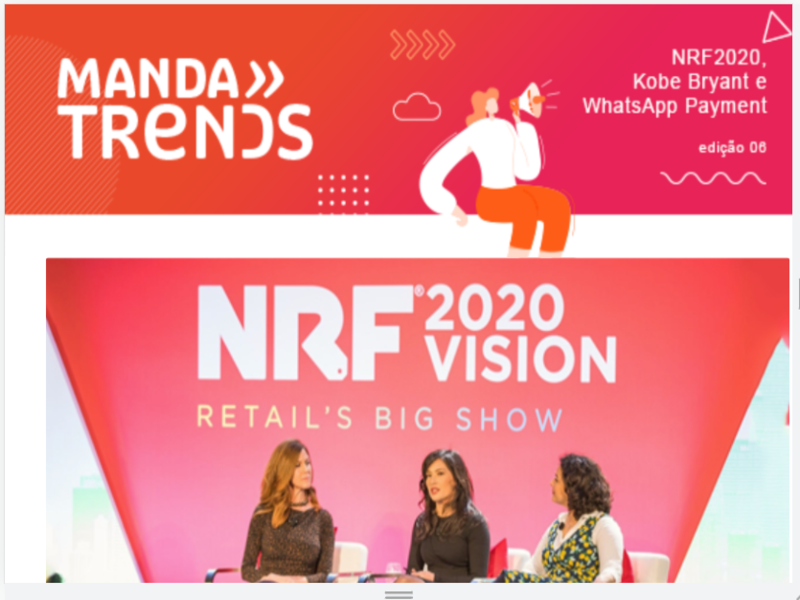 MANDA
TRENDS
NRF2020,
Kobe Bryant e
WhatsApp Payment
edição 06
NRF® 2020
VISION
RETAIL'S BIG SHOW